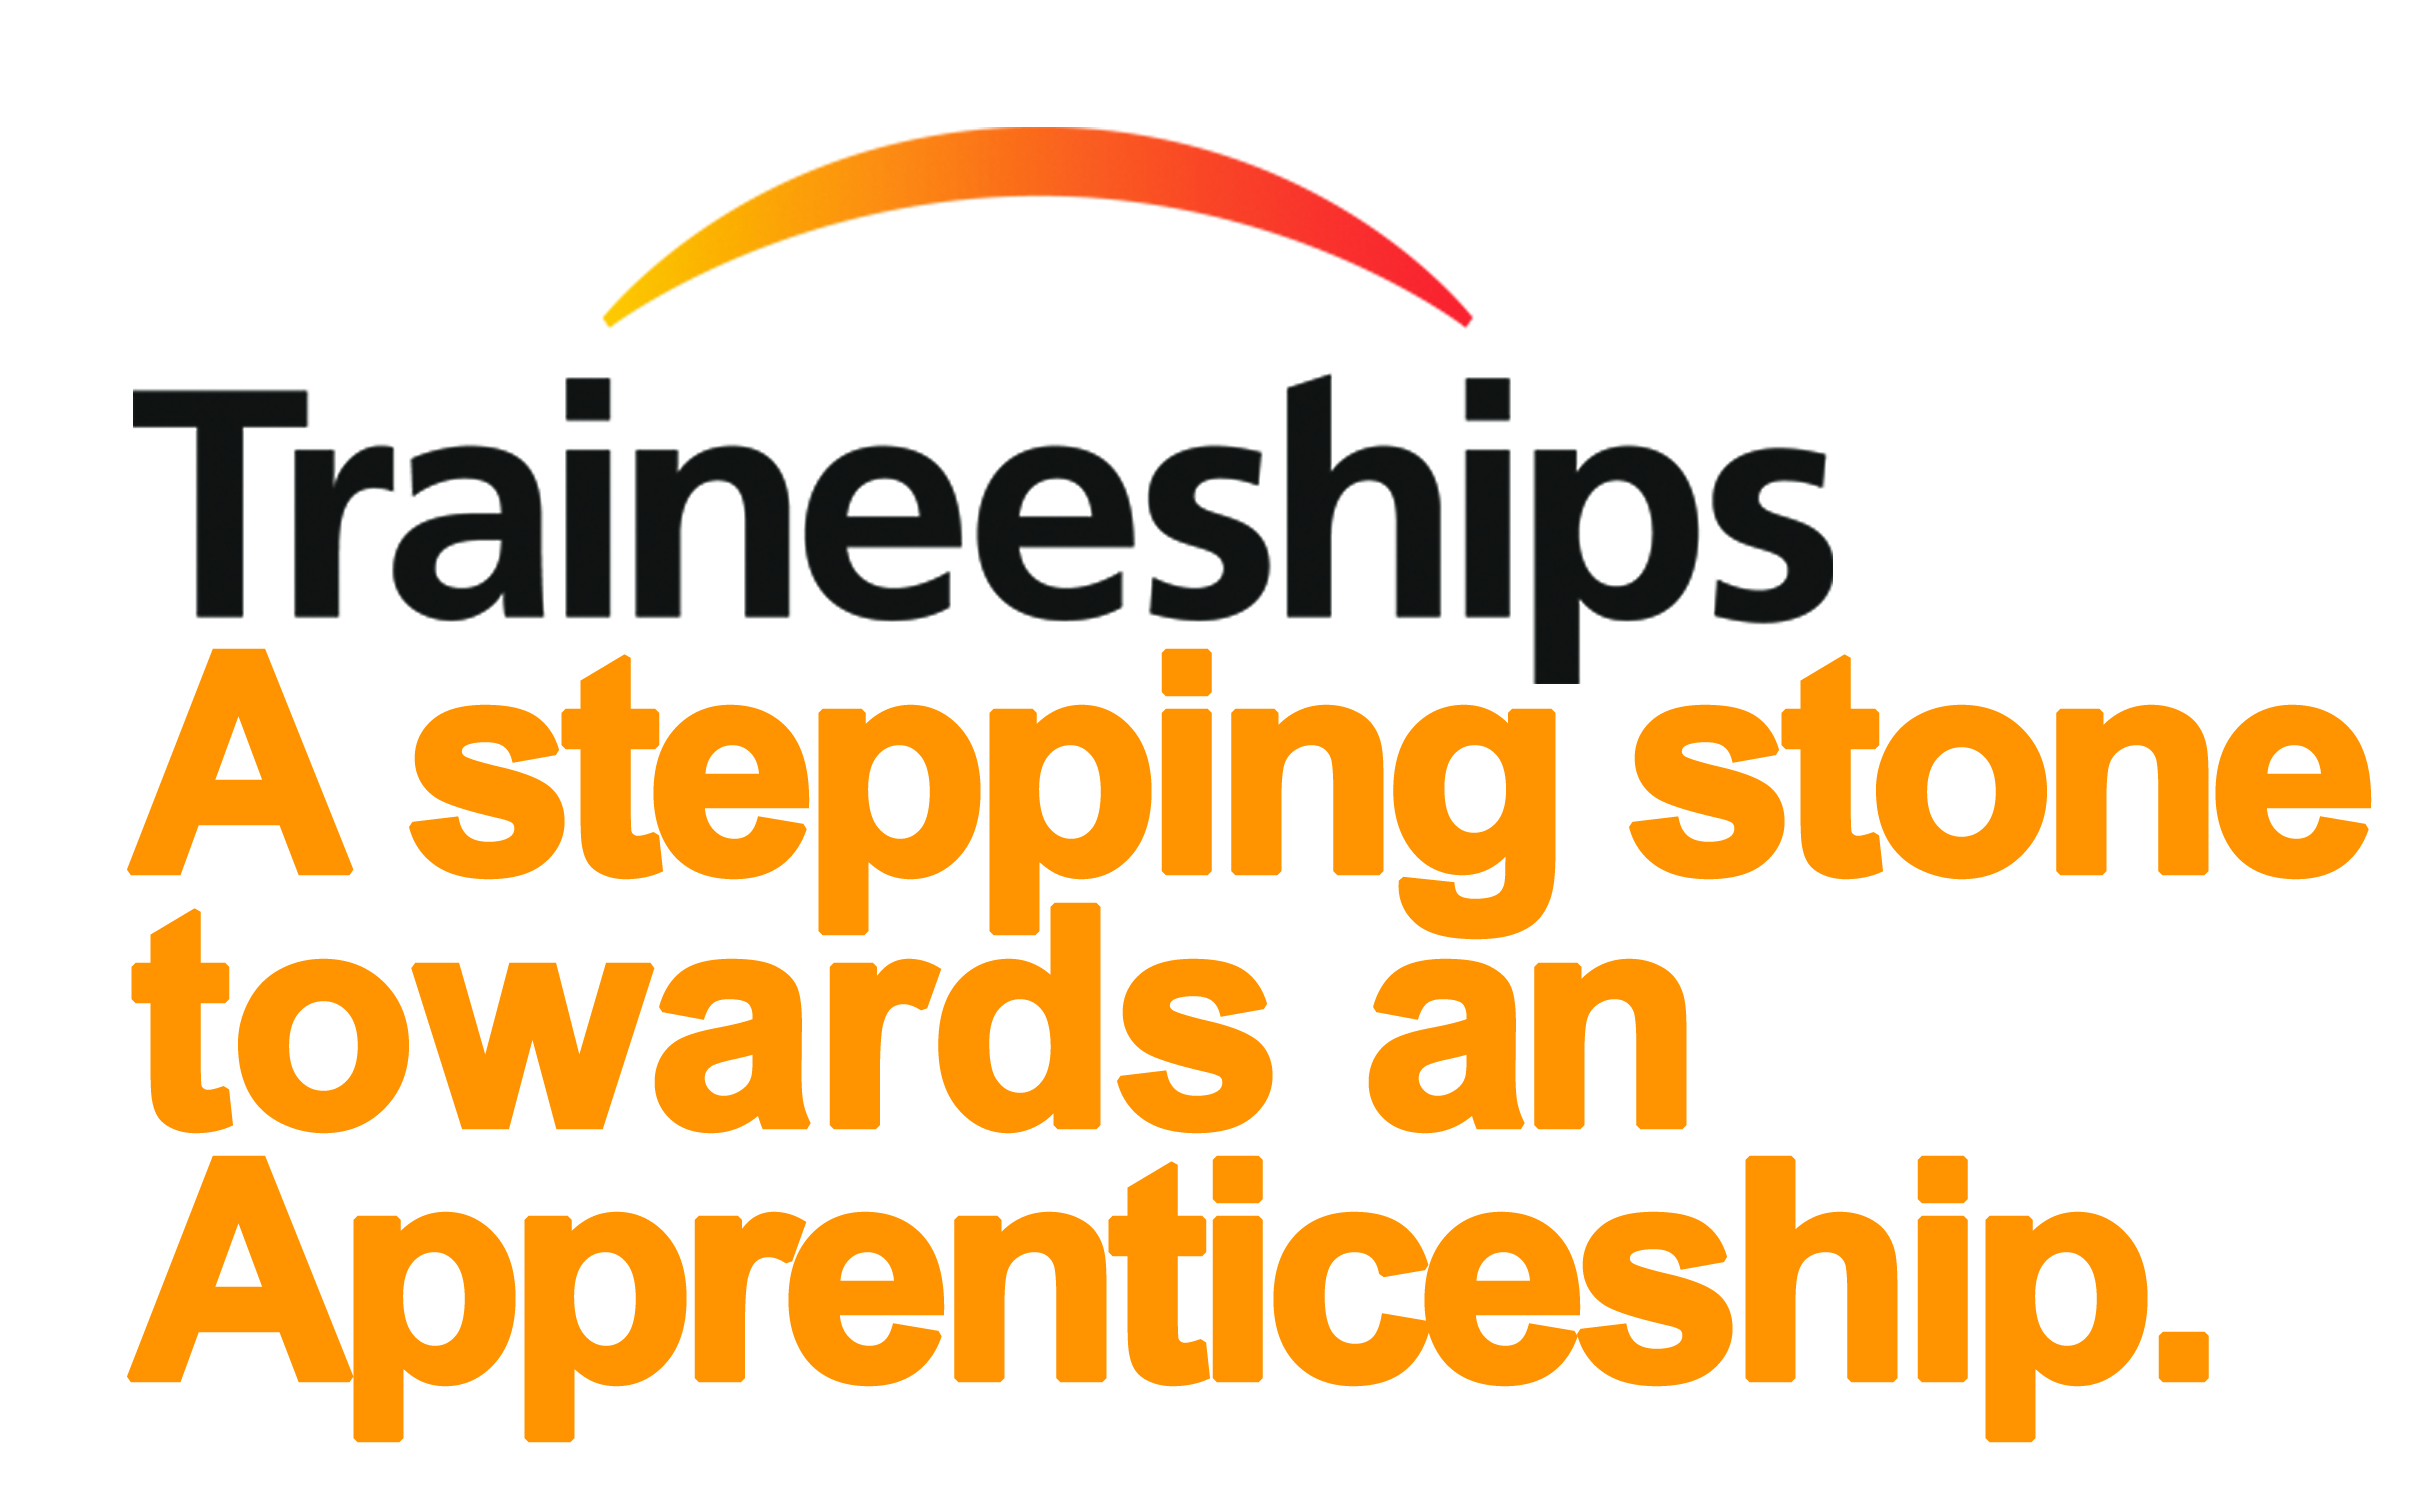 Traineeships
A stepping stone
towards an
Apprenticeship.